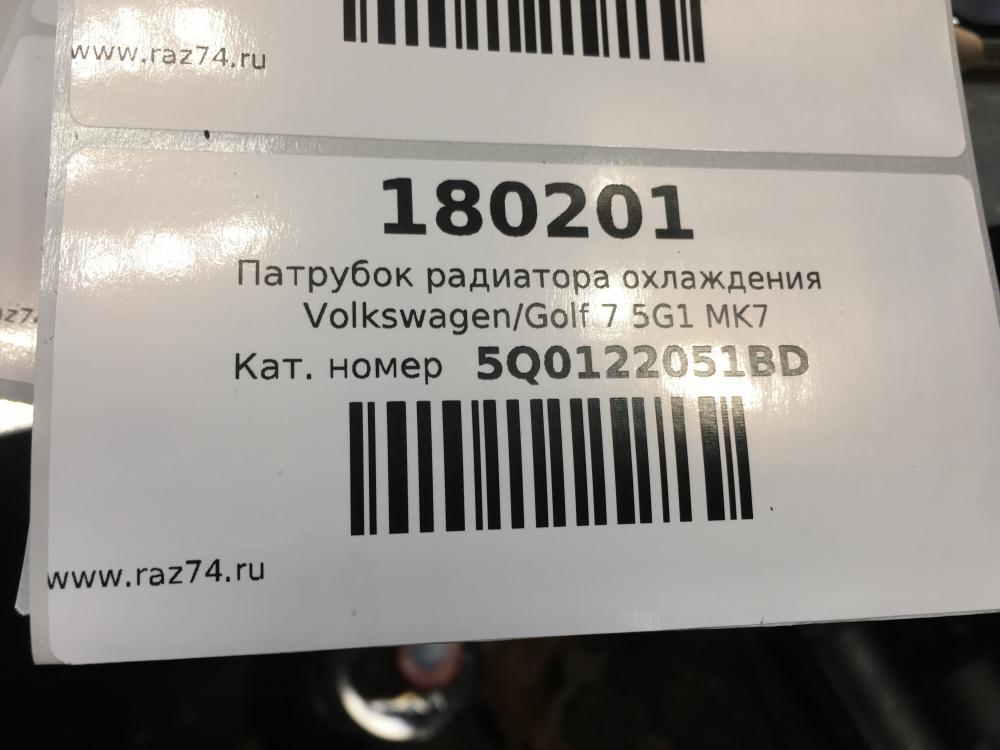 www.raz74.ru
180201
Патрубок радиатора охлаждения
Volkswagen/Golf 7 5G1 MK7
Кат. номер 5Q0122051BD
www.raz74.ru